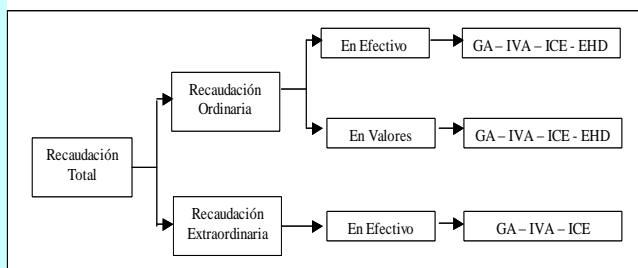 En Efectivo
GA – IVA – ICE - EHD
Recaudación
Ordinaria
En Valores
GA – IVA – ICE - EHD
Recaudación
Total
Recaudación
Extraordinaria
En Efectivo
GA – IVA – ICE